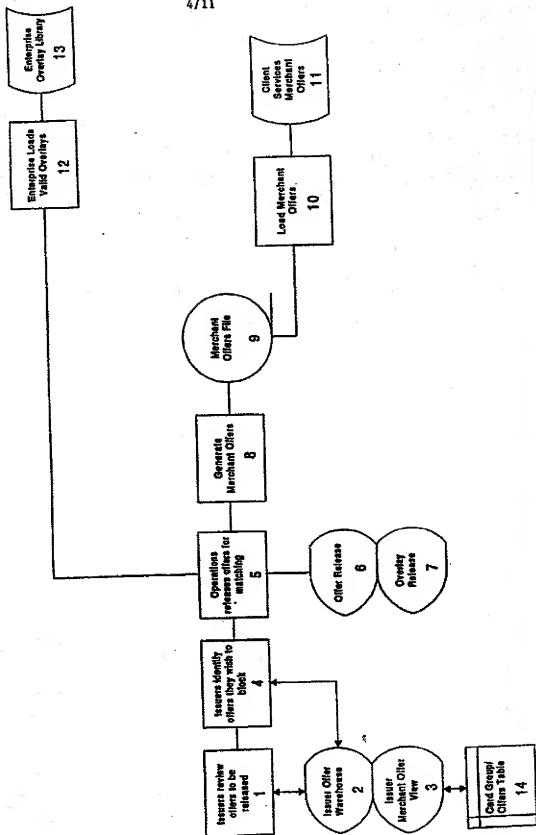 4/11
Issuers review
offers to be
released
1
Issuer Offer
Warehouse
2
Issuer
Merchant Offer
View
3
Issuers identify
offers they wish to
block
4
Operations
releases offers for
matching
5
Offer Release
6
Overlay
Release
7
Generate
Merchant Offers
8
Merchant
Offers File
9
Load Merchant
Offers
10
Client
Services
Merchant
Offers
11
Enterprise Loads
Valid Overlays
12
Enterprise
Overlay Library
13
Card Group/
Offers Table
14